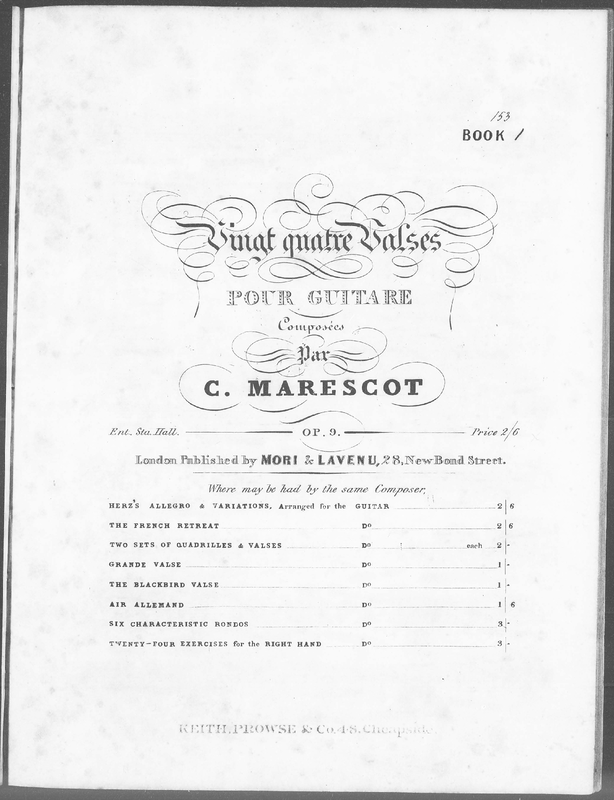 153
BOOK 1
Vingt quatre Valses
POUR GUITARE
Composées
Par
C. MARESCOT
Ent. Sta. Hall. OP. 9. Price 2/6
London Published by MORI & LAVENU, 28, New Bond Street.
Where may be had by the same Composer,
HERZ'S ALLEGRO & VARIATIONS, Arranged for the GUITAR 2 6
THE FRENCH RETREAT Do 2 6
TWO SETS OF QUADRILLES & VALSES Do each 2 -
GRANDE VALSE Do 1 -
THE BLACKBIRD VALSE Do 1 -
AIR ALLEMAND Do 1 6
SIX CHARACTERISTIC RONDOS Do 3 -
TWENTY-FOUR EXERCISES for the RIGHT HAND Do 3 -
KEITH, PROWSE & Co. 48, Cheapside.